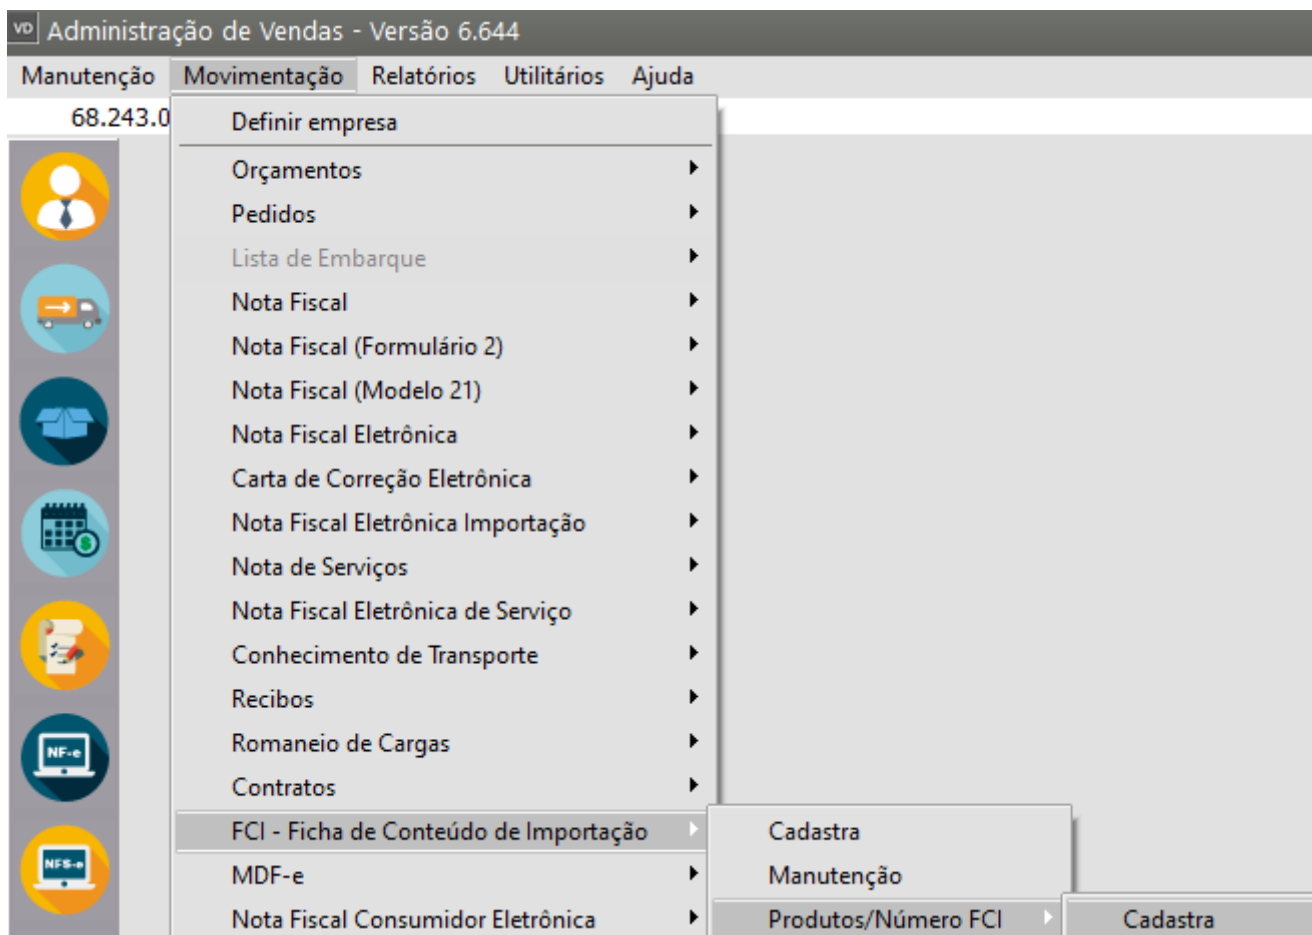 VD Administração de Vendas - Versão 6.644
Manutenção Movimentação Relatórios Utilitários Ajuda
68.243.0
Definir empresa
Orçamentos
Pedidos
Lista de Embarque
Nota Fiscal
Nota Fiscal (Formulário 2)
Nota Fiscal (Modelo 21)
Nota Fiscal Eletrônica
Carta de Correção Eletrônica
Nota Fiscal Eletrônica Importação
Nota de Serviços
Nota Fiscal Eletrônica de Serviço
Conhecimento de Transporte
Recibos
Romaneio de Cargas
NF-e
Contratos
FCI - Ficha de Conteúdo de Importação Cadastra
NFS-e
MDF-e Manutenção
Nota Fiscal Consumidor Eletrônica Produtos/Número FCI Cadastra